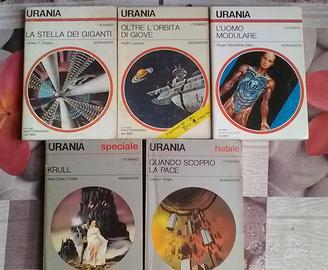 URANIA
I ROMANZI
LA STELLA DEI GIGANTI
James P. Hogan
MONDADORI
URANIA
I ROMANZI
OLTRE L'ORBITA
DI GIOVE
Keith Laumer
MONDADORI
URANIA
I ROMANZI
L'UOMO
MODULARE
Roger MacBride Allen
MONDADORI
URANIA
speciale
I ROMANZI
KRULL
Alan Dean Foster
MONDADORI
URANIA
Natale
I ROMANZI
QUANDO SCOPPIÒ
LA PACE
Vernor Vinge
MONDADORI